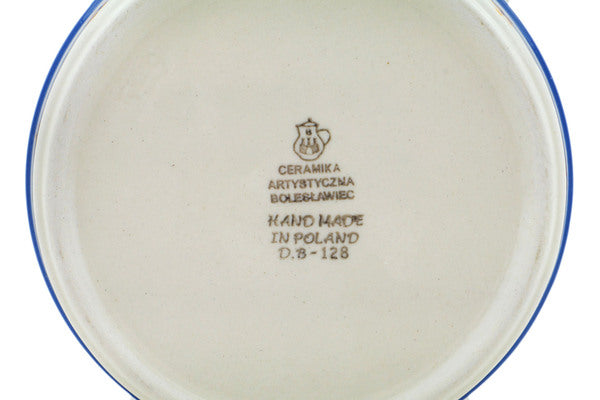 CERAMIKA
ARTYSTYCZNA
BOLESŁAWIEC
HAND MADE
IN POLAND
D.B-128